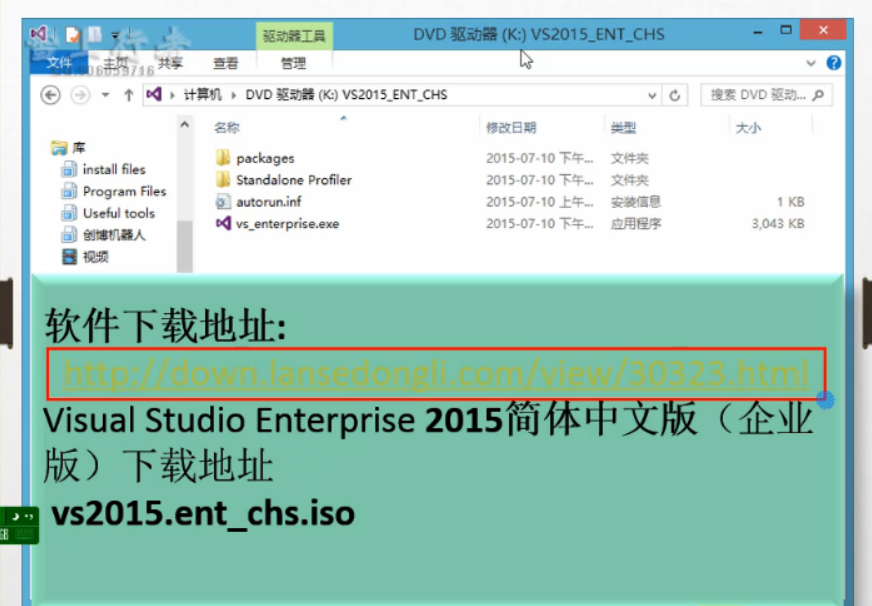 驱动器工具
DVD 驱动器 (K:) VS2015_ENT_CHS
文件 主页 共享 查看 管理
计算机 DVD 驱动器 (K:) VS2015_ENT_CHS
搜索 DVD 驱动...
名称 修改日期 类型 大小
库
install files
Program Files
Useful tools
创博机器人
视频
packages 2015-07-10 下午... 文件夹
Standalone Profiler 2015-07-10 下午... 文件夹
autorun.inf 2015-07-10 上午... 安装信息 1 KB
vs_enterprise.exe 2015-07-10 下午... 应用程序 3,043 KB
软件下载地址:
http://down.lansedongli.com/view/30323.html
Visual Studio Enterprise 2015简体中文版（企业
版）下载地址
vs2015.ent_chs.iso